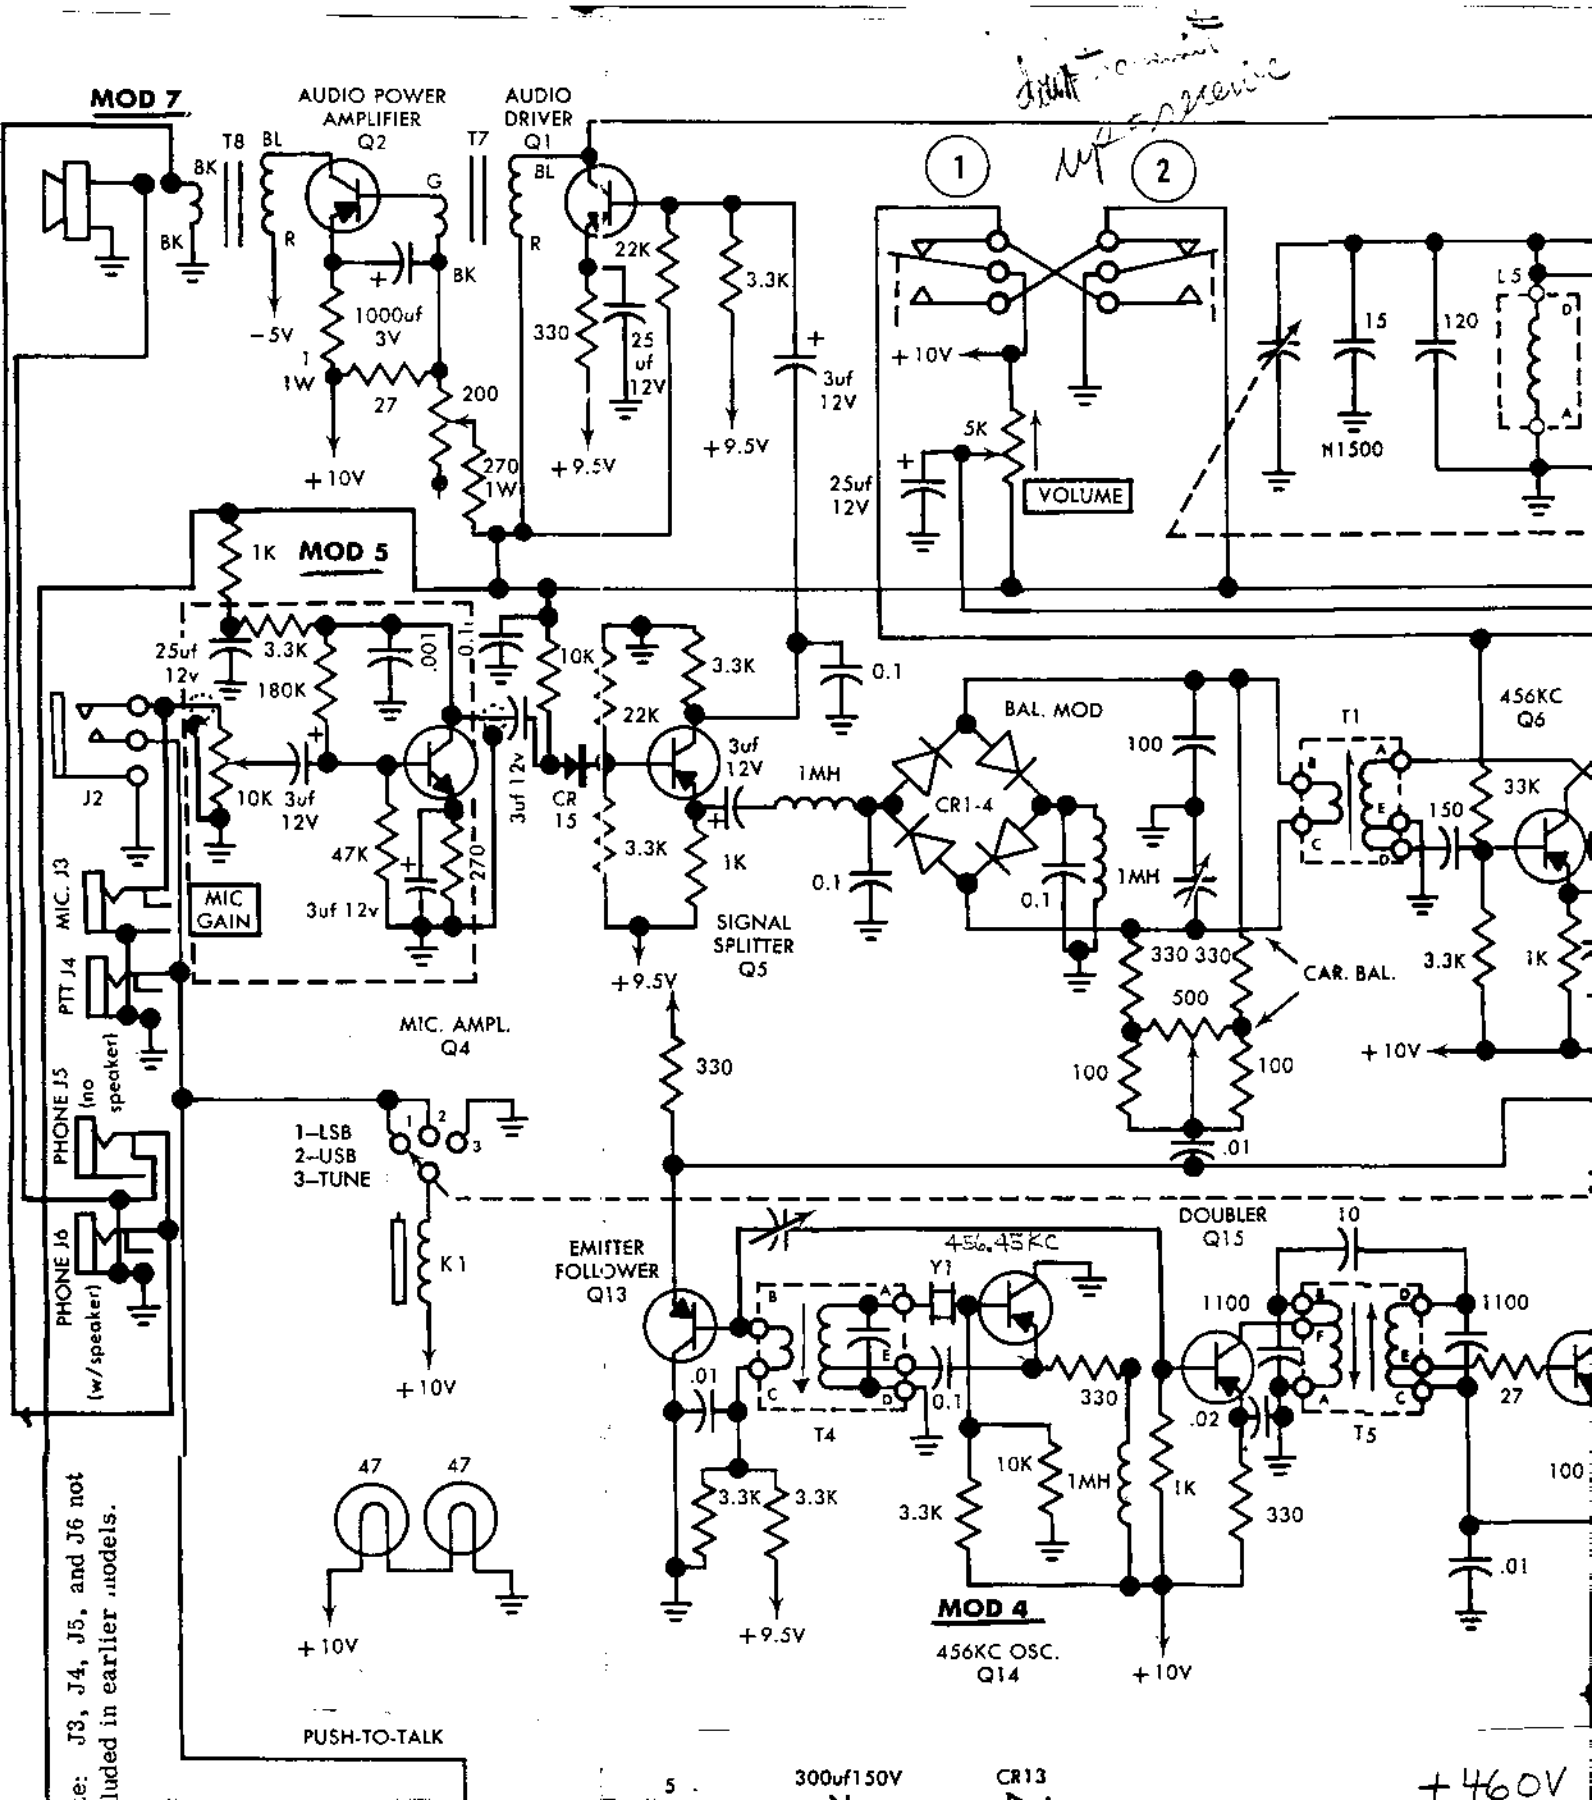 MOD 7
AUDIO POWER
AMPLIFIER
Q2
AUDIO
DRIVER
Q1
T8
BL
BK
BK
R
T7
G
BK
BL
R
-5V
1000uf
3V
1
1W
27
200
+10V
270
1W
330
25
uf
12V
+9.5V
22K
3.3K
+9.5V
+
3uf
12V
1
2
+10V
5K
+
25uf
12V
VOLUME
15
120
N1500
L5
D
A
1K
MOD 5
25uf
12v
3.3K
180K
.001
0.1
10K
3.3K
22K
0.1
J2
10K
3uf
12V
+
47K
+
3uf 12v
270
3uf 12v
CR
15
3.3K
3uf
12V
+
1K
1MH
BAL. MOD
CR1-4
0.1
0.1
1MH
100
T1
B
C
A
E
D
456KC
Q6
150
33K
3.3K
1K
+10V
MIC GAIN
MIC. J3
PTT J4
PHONE J5
(no
speaker)
PHONE J6
(w/speaker)
SIGNAL
SPLITTER
Q5
+9.5V
MIC. AMPL.
Q4
330
330
330
500
CAR. BAL.
100
100
.01
1-LSB
2-USB
3-TUNE
1
2
3
K1
+10V
EMITTER
FOLLOWER
Q13
456.45KC
Y1
B
C
A
E
D
T4
.01
0.1
330
3.3K
3.3K
+9.5V
3.3K
10K
1MH
1K
DOUBLER
Q15
1100
10
1100
B
F
A
D
E
C
T5
.02
330
27
100
.01
47
47
+10V
MOD 4
456KC OSC.
Q14
+10V
J3, J4, J5, and J6 not
in earlier
PUSH-TO-TALK
5
300uf150V
CR13
+460V